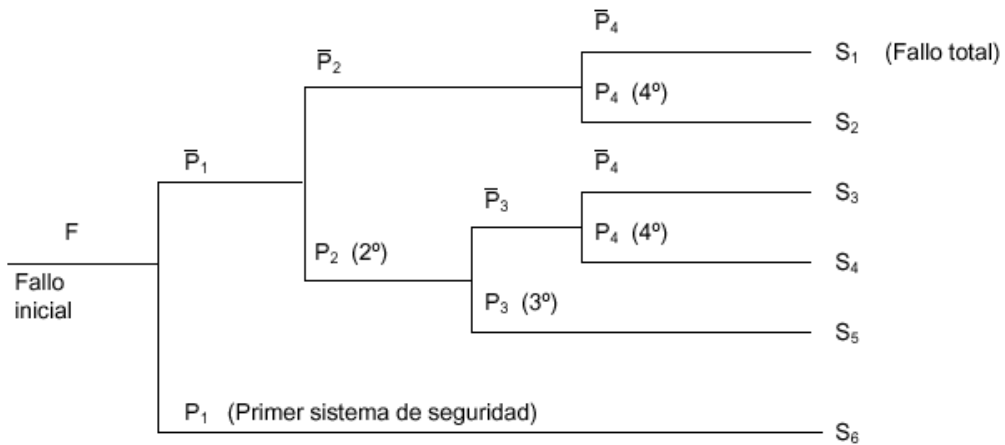 P̅₄
S₁ (Fallo total)
P̅₂
P₄ (4º)
S₂
P̅₁
P̅₄
S₃
P̅₃
F
P₂ (2º)
P₄ (4º)
S₄
Fallo
inicial
P₃ (3º)
S₅
P₁ (Primer sistema de seguridad)
S₆